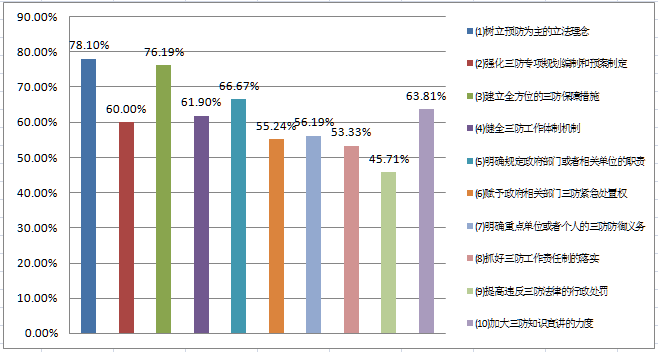 90.00%
80.00%
70.00%
60.00%
50.00%
40.00%
30.00%
20.00%
10.00%
0.00%
78.10%
60.00%
76.19%
61.90%
66.67%
55.24%
56.19%
53.33%
45.71%
63.81%
(1)树立预防为主的立法理念
(2)强化三防专项规划编制和预案制定
(3)建立全方位的三防保障措施
(4)健全三防工作体制机制
(5)明确规定政府部门或者相关单位的职责
(6)赋予政府相关部门三防紧急处置权
(7)明确重点单位或者个人的三防防御义务
(8)抓好三防工作责任制的落实
(9)提高违反三防法律的行政处罚
(10)加大三防知识宣讲的力度